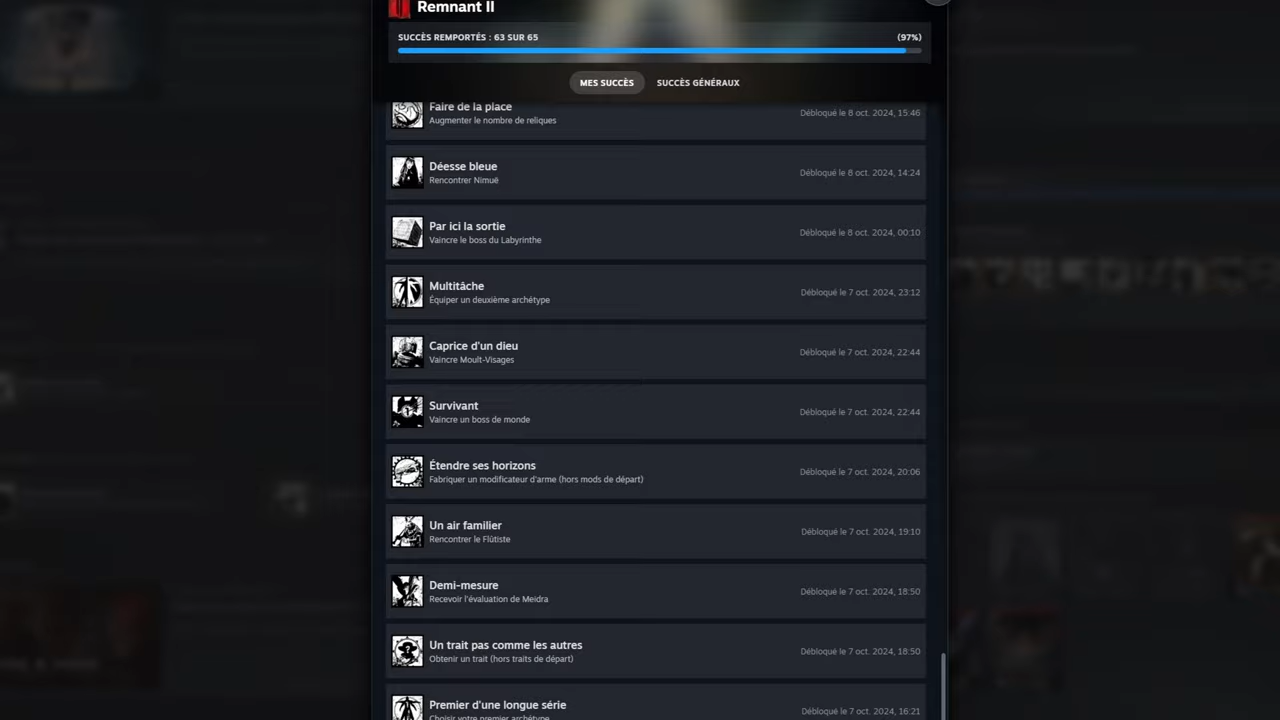 Remnant II
SUCCÈS REMPORTÉS : 63 SUR 65 (97%)
MES SUCCÈS SUCCÈS GÉNÉRAUX
Faire de la place
Augmenter le nombre de reliques
Débloqué le 8 oct. 2024, 15:46
Déesse bleue
Rencontrer Nimuë
Débloqué le 8 oct. 2024, 14:24
Par ici la sortie
Vaincre le boss du Labyrinthe
Débloqué le 8 oct. 2024, 00:10
Multitâche
Équiper un deuxième archétype
Débloqué le 7 oct. 2024, 23:12
Caprice d'un dieu
Vaincre Moult-Visages
Débloqué le 7 oct. 2024, 22:44
Survivant
Vaincre un boss de monde
Débloqué le 7 oct. 2024, 22:44
Étendre ses horizons
Fabriquer un modificateur d'arme (hors mods de départ)
Débloqué le 7 oct. 2024, 20:06
Un air familier
Rencontrer le Flûtiste
Débloqué le 7 oct. 2024, 19:10
Demi-mesure
Recevoir l'évaluation de Meidra
Débloqué le 7 oct. 2024, 18:50
Un trait pas comme les autres
Obtenir un trait (hors traits de départ)
Débloqué le 7 oct. 2024, 18:50
Premier d'une longue série
Choisir votre premier archétype
Débloqué le 7 oct. 2024, 16:21